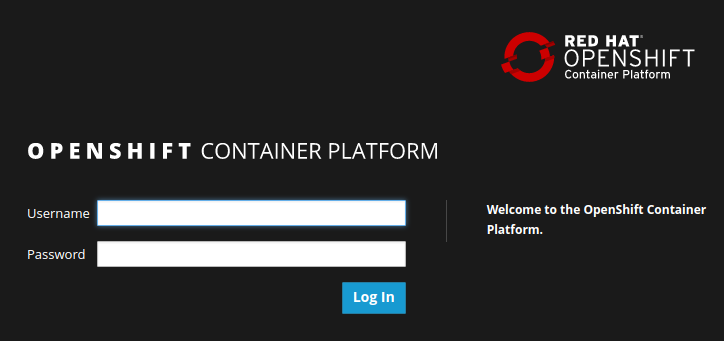 RED HAT®
OPENSHIFT
Container Platform
OPENSHIFT CONTAINER PLATFORM
Username
Password
Log In
Welcome to the OpenShift Container
Platform.